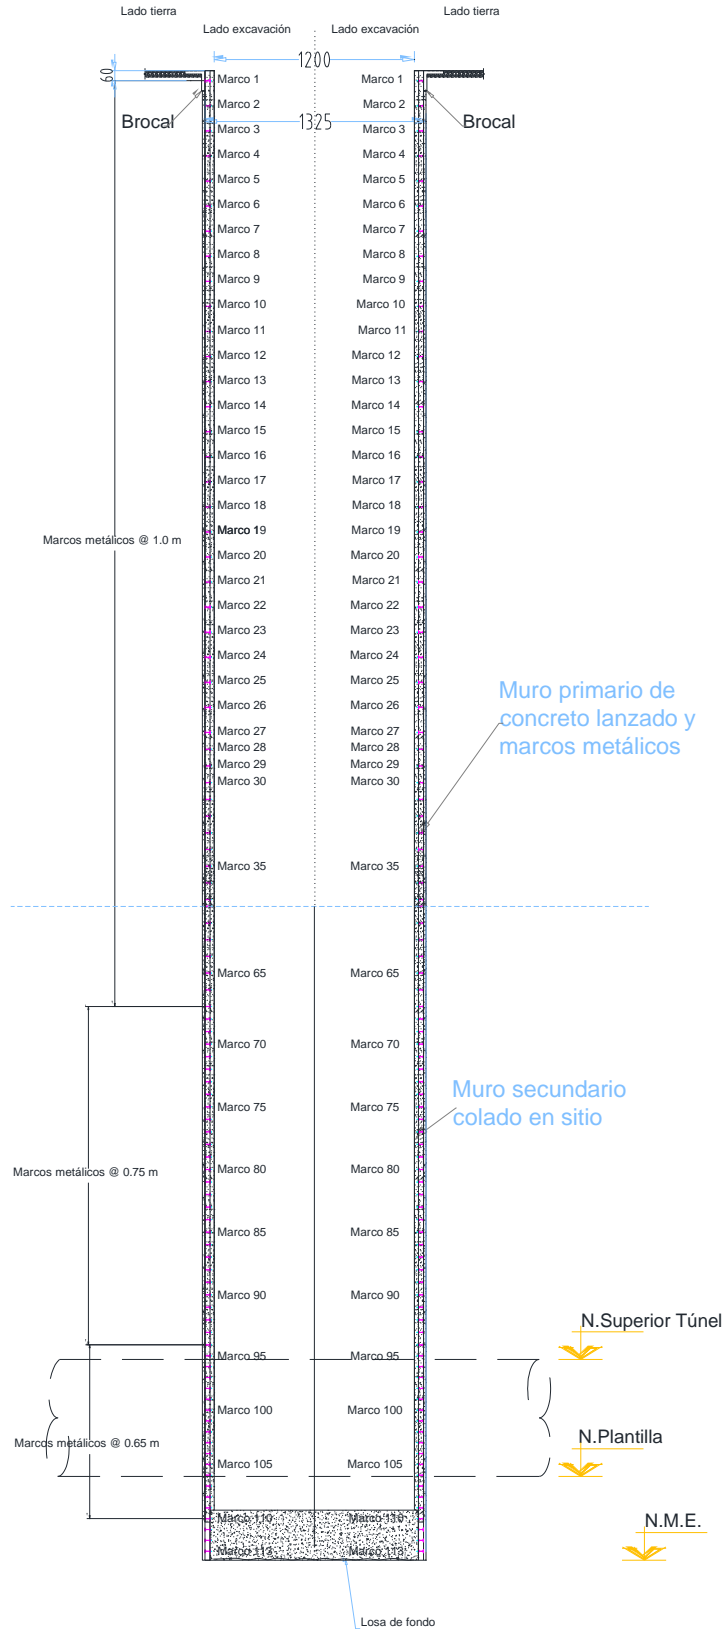 Lado tierra
Lado tierra
Lado excavación
Lado excavación
1200
60
Marco 1
Marco 1
Marco 2
Marco 2
Brocal
1325
Brocal
Marco 3
Marco 3
Marco 4
Marco 4
Marco 5
Marco 5
Marco 6
Marco 6
Marco 7
Marco 7
Marco 8
Marco 8
Marco 9
Marco 9
Marco 10
Marco 10
Marco 11
Marco 11
Marco 12
Marco 12
Marco 13
Marco 13
Marco 14
Marco 14
Marco 15
Marco 15
Marco 16
Marco 16
Marco 17
Marco 17
Marco 18
Marco 18
Marco 19
Marco 19
Marcos metálicos @ 1.0 m
Marco 20
Marco 20
Marco 21
Marco 21
Marco 22
Marco 22
Marco 23
Marco 23
Marco 24
Marco 24
Marco 25
Marco 25
Muro primario de
concreto lanzado y
marcos metálicos
Marco 26
Marco 26
Marco 27
Marco 27
Marco 28
Marco 28
Marco 29
Marco 29
Marco 30
Marco 30
Marco 35
Marco 35
Marco 65
Marco 65
Marco 70
Marco 70
Muro secundario
colado en sitio
Marco 75
Marco 75
Marcos metálicos @ 0.75 m
Marco 80
Marco 80
Marco 85
Marco 85
Marco 90
Marco 90
N.Superior Túnel
Marco 95
Marco 95
Marco 100
Marco 100
N.Plantilla
Marcos metálicos @ 0.65 m
Marco 105
Marco 105
Marco 110
Marco 110
N.M.E.
Marco 113
Marco 113
Losa de fondo